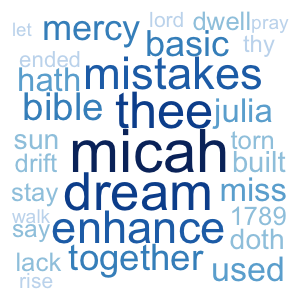 let mercy lord dwell pray
basic thy
ended mistakes
hath
bible thee julia
sun micah torn
drift built
stay dream miss
walk 1789
say enhance doth
lack together used
rise